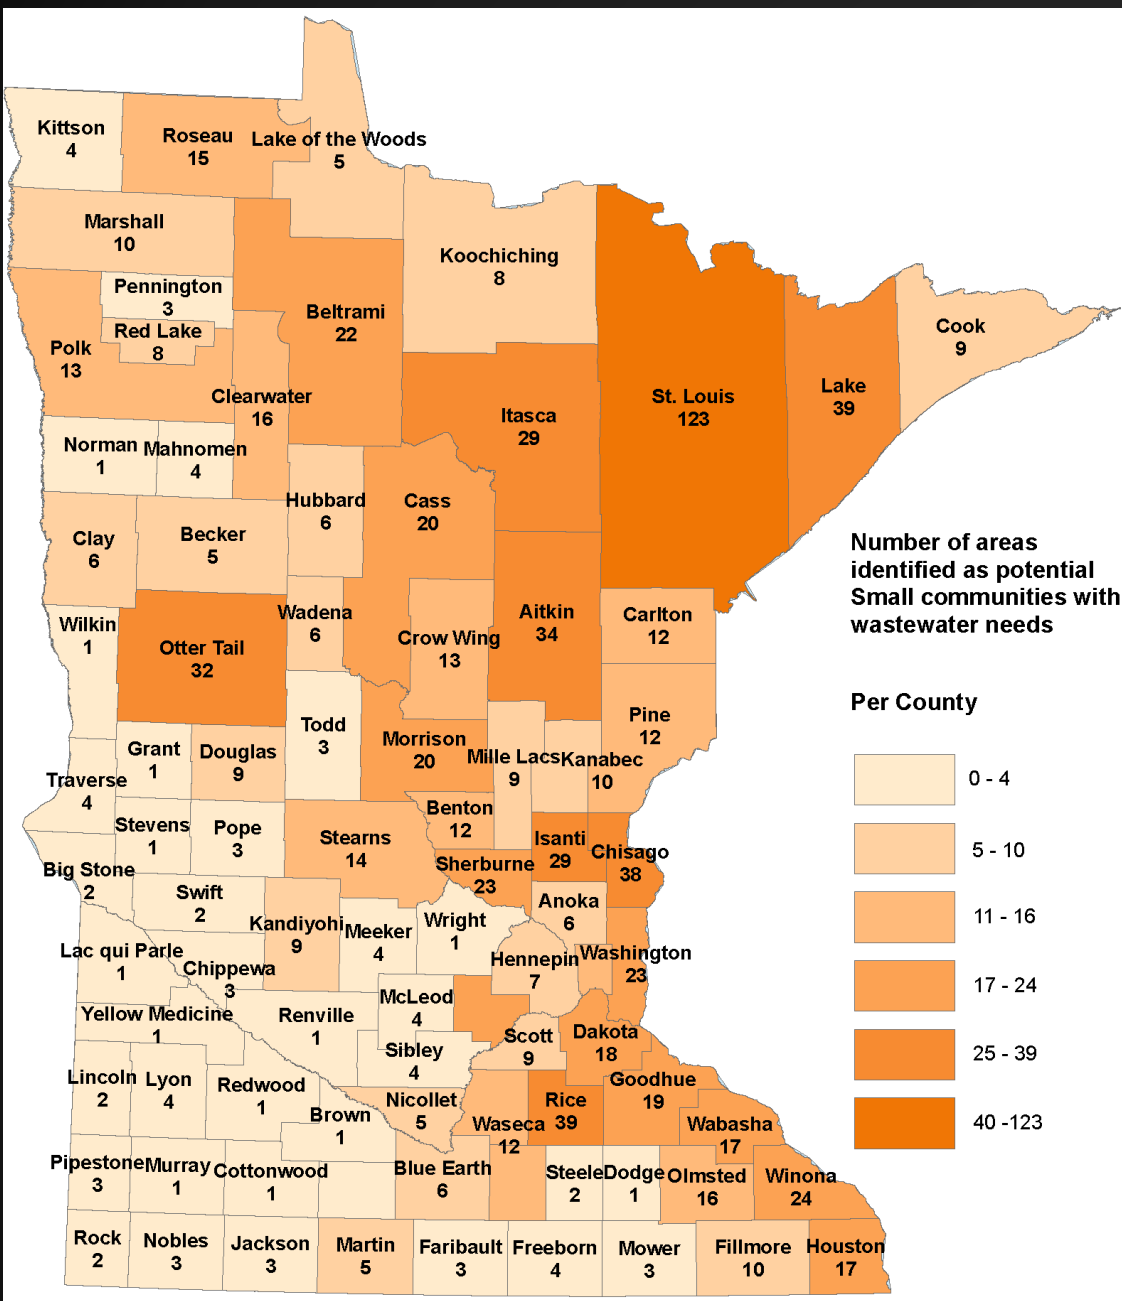 Kittson
4
Roseau
15
Lake of the Woods
5
Marshall
10
Koochiching
8
Pennington
3
Red Lake
8
Polk
13
Beltrami
22
Clearwater
16
Itasca
29
St. Louis
123
Lake
39
Cook
9
Norman
1
Mahnomen
4
Hubbard
6
Cass
20
Clay
6
Becker
5
Wilkin
1
Otter Tail
32
Wadena
6
Crow Wing
13
Aitkin
34
Carlton
12
Pine
12
Todd
3
Morrison
20
Mille Lacs
9
Kanabec
10
Grant
1
Douglas
9
Traverse
4
Stevens
1
Pope
3
Stearns
14
Benton
12
Sherburne
23
Isanti
29
Chisago
38
Big Stone
2
Swift
2
Kandiyohi
9
Meeker
4
Wright
1
Anoka
6
Hennepin
7
Washington
23
Lac qui Parle
1
Chippewa
3
Yellow Medicine
1
Renville
1
McLeod
4
Sibley
4
Scott
9
Dakota
18
Lincoln
2
Lyon
4
Redwood
1
Brown
1
Nicollet
5
Waseca
12
Rice
39
Goodhue
19
Wabasha
17
Pipestone
3
Murray
1
Cottonwood
1
Blue Earth
6
Steele
2
Dodge
1
Olmsted
16
Winona
24
Rock
2
Nobles
3
Jackson
3
Martin
5
Faribault
3
Freeborn
4
Mower
3
Fillmore
10
Houston
17
Number of areas
identified as potential
Small communities with
wastewater needs
Per County
0 - 4
5 - 10
11 - 16
17 - 24
25 - 39
40 -123